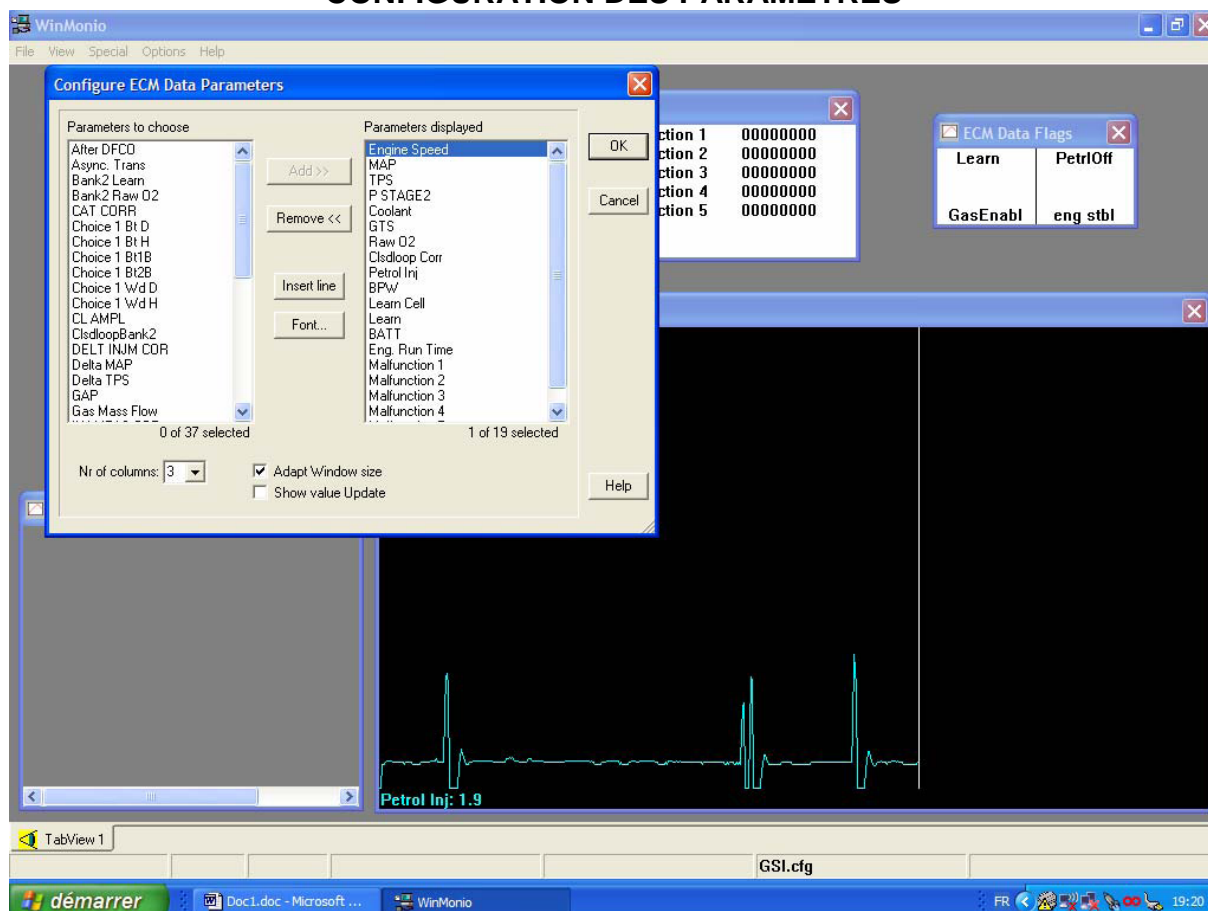 WinMonio
File View Special Options Help
Configure ECM Data Parameters
Parameters to choose
After DFCO
Async. Trans
Bank2 Learn
Bank2 Raw O2
CAT CORR
Choice 1 Bt D
Choice 1 Bt H
Choice 1 Bt1B
Choice 1 Bt2B
Choice 1 Wd D
Choice 1 Wd H
CL AMPL
ClsdloopBank2
DELT INJM COR
Delta MAP
Delta TPS
GAP
Gas Mass Flow
0 of 37 selected
Add >>
Remove <<
Insert line
Font...
Parameters displayed
Engine Speed
MAP
TPS
P STAGE2
Coolant
GTS
Raw O2
Clsdloop Corr
Petrol Inj
BPW
Learn Cell
Learn
BATT
Eng. Run Time
Malfunction 1
Malfunction 2
Malfunction 3
Malfunction 4
1 of 19 selected
OK
Cancel
Help
Nr of columns: 3
Adapt Window size
Show value Update
ction 1 00000000
ction 2 00000000
ction 3 00000000
ction 4 00000000
ction 5 00000000
ECM Data Flags
Learn PetrlOff
GasEnabl eng stbl
Petrol Inj: 1.9
TabView 1
GSI.cfg
démarrer
Doc1.doc - Microsoft ...
WinMonio
FR
19:20